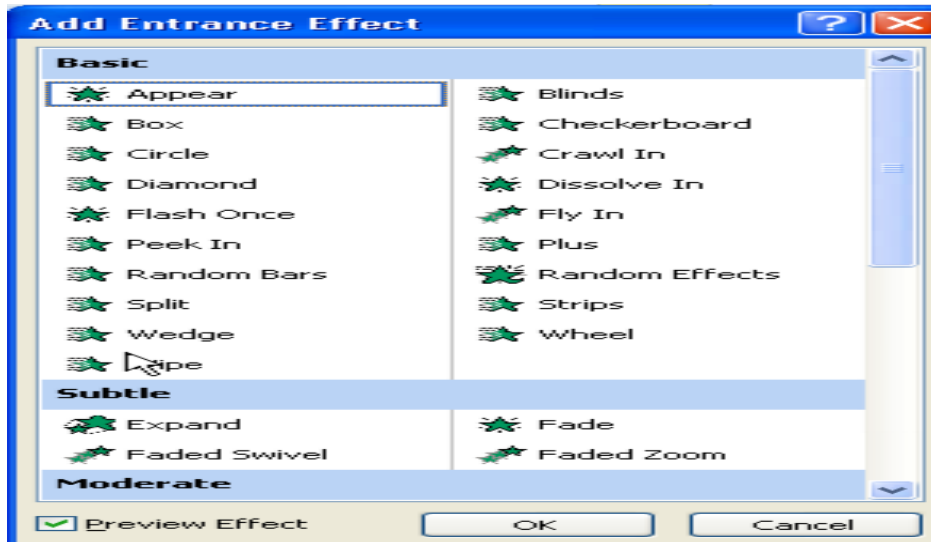 Add Entrance Effect
Basic
Appear Blinds
Box Checkerboard
Circle Crawl In
Diamond Dissolve In
Flash Once Fly In
Peek In Plus
Random Bars Random Effects
Split Strips
Wedge Wheel
Subtle
Expand Fade
Faded Swivel Faded Zoom
Moderate
Preview Effect OK Cancel